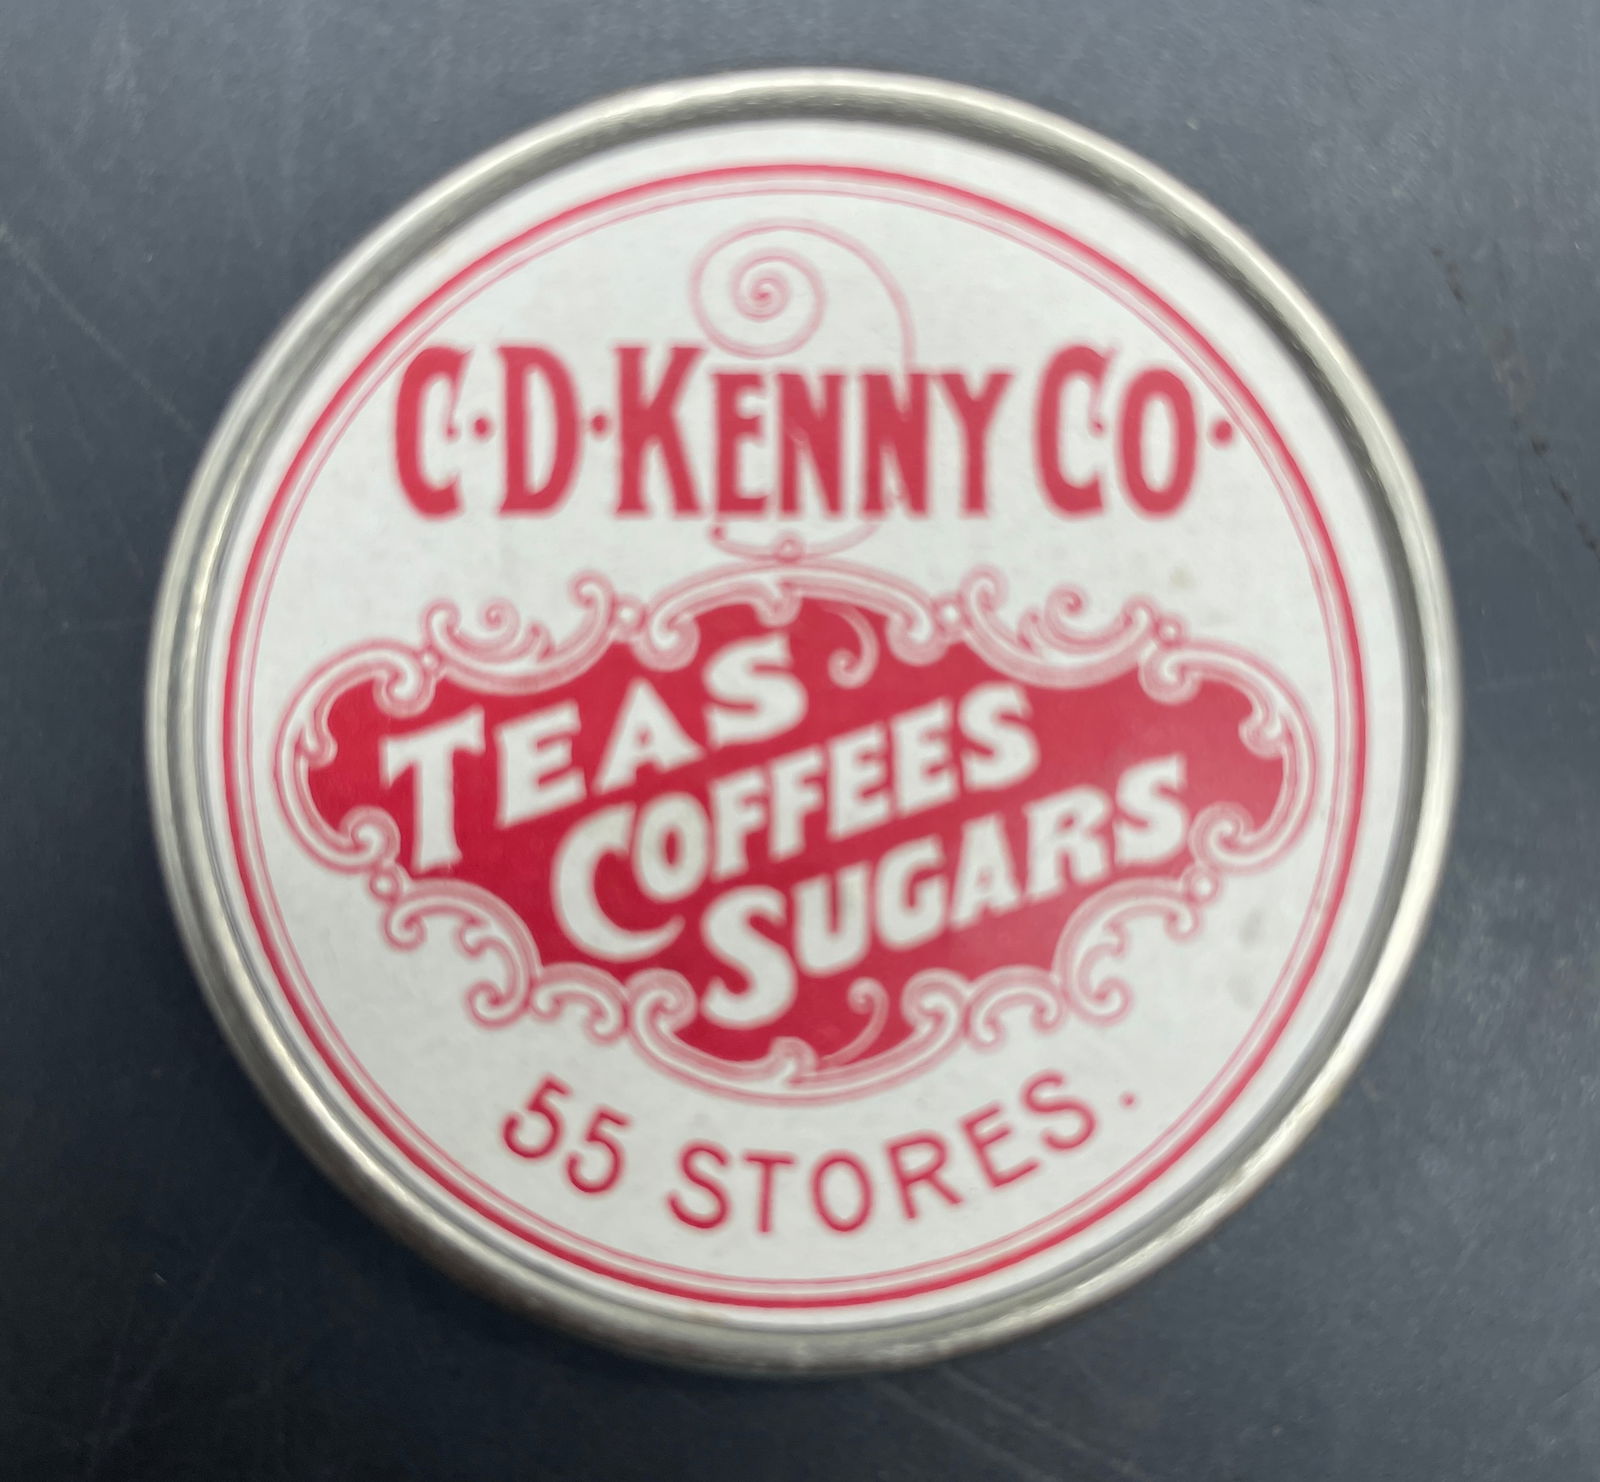 C·D·KENNY CO·
TEAS
COFFEES
SUGARS
55 STORES.